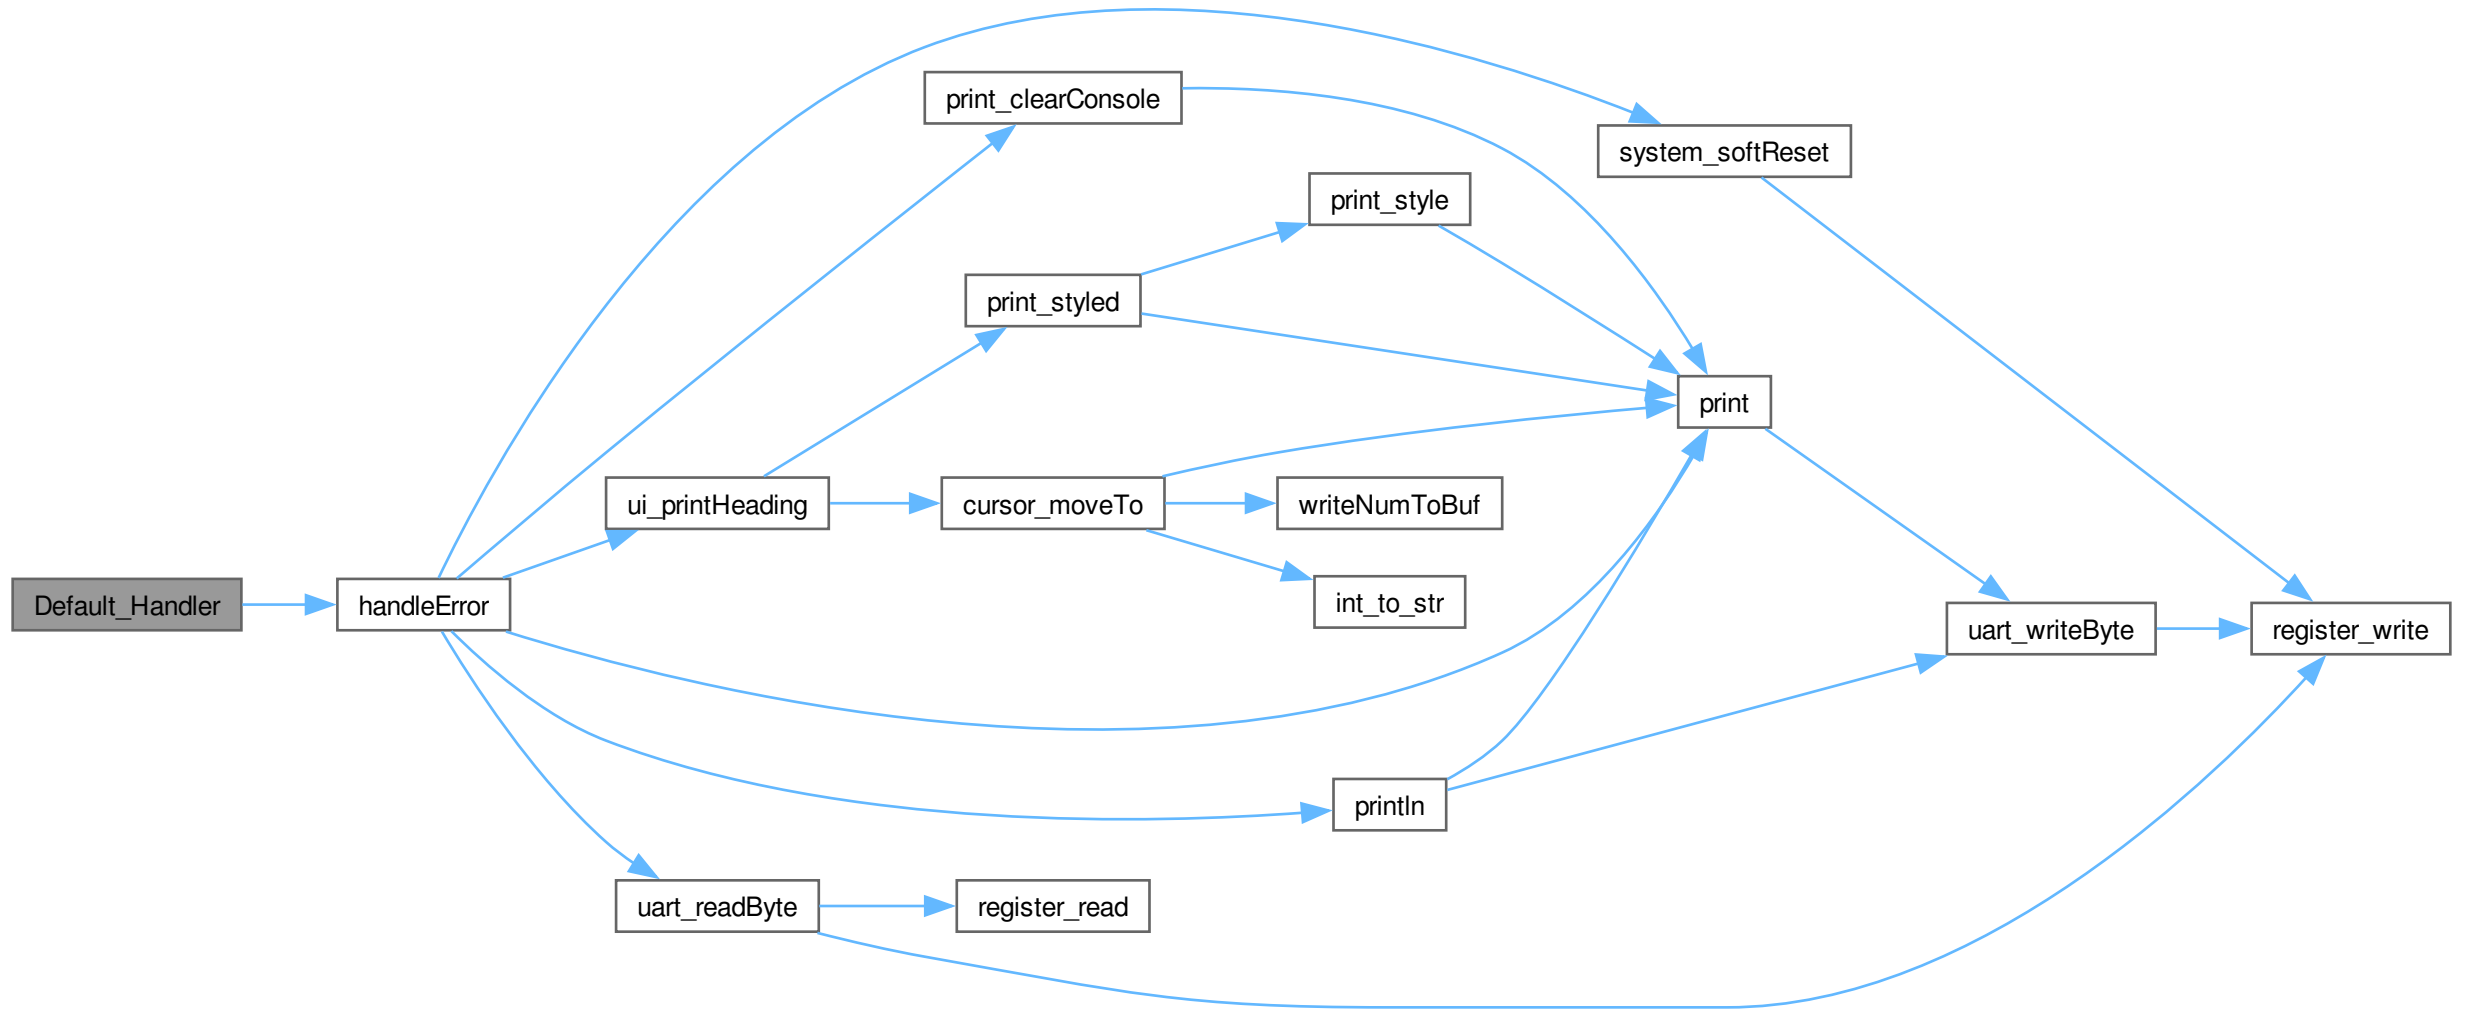 print_clearConsole
system_softReset
print_style
print_styled
print
ui_printHeading
cursor_moveTo
writeNumToBuf
Default_Handler
handleError
int_to_str
uart_writeByte
register_write
println
uart_readByte
register_read